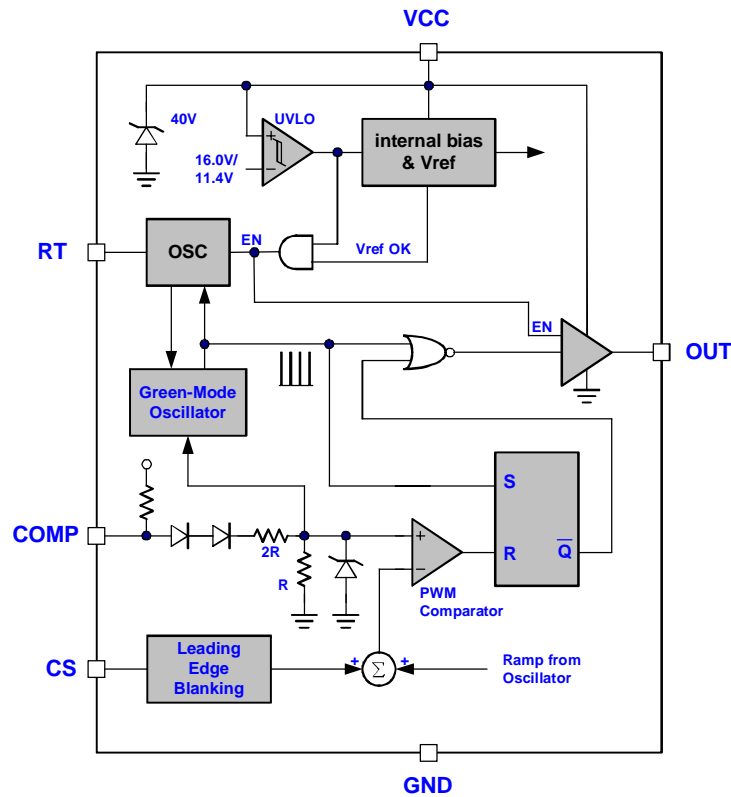 VCC
40V
UVLO
16.0V/
11.4V
internal bias
& Vref
RT
OSC
EN
Vref OK
EN
OUT
Green-Mode
Oscillator
S
COMP
2R
R
R
Q
PWM
Comparator
CS
Leading
Edge
Blanking
+
Σ
+
Ramp from
Oscillator
GND